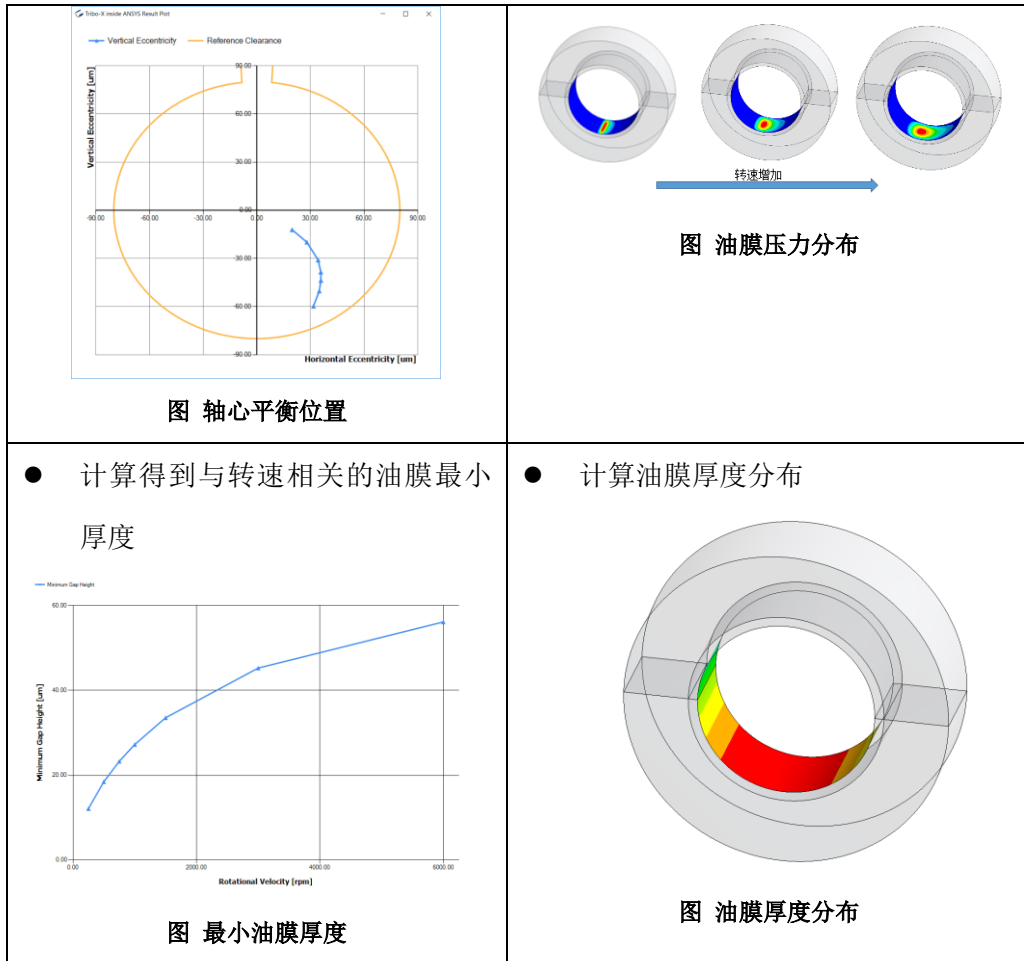 Tribo-X inside ANSYS Result Plot
Vertical Eccentricity
Reference Clearance
Vertical Eccentricity [um]
90.00
60.00
30.00
0.00
-90.00
-60.00
-30.00
0.00
30.00
60.00
90.00
-30.00
-60.00
-90.00
Horizontal Eccentricity [um]
图 轴心平衡位置
转速增加
图 油膜压力分布
● 计算得到与转速相关的油膜最小
厚度
Minimum Gap Height
Minimum Gap Height [um]
60.00
40.00
20.00
0.00
0.00
2000.00
4000.00
6000.00
Rotational Velocity [rpm]
图 最小油膜厚度
● 计算油膜厚度分布
图 油膜厚度分布